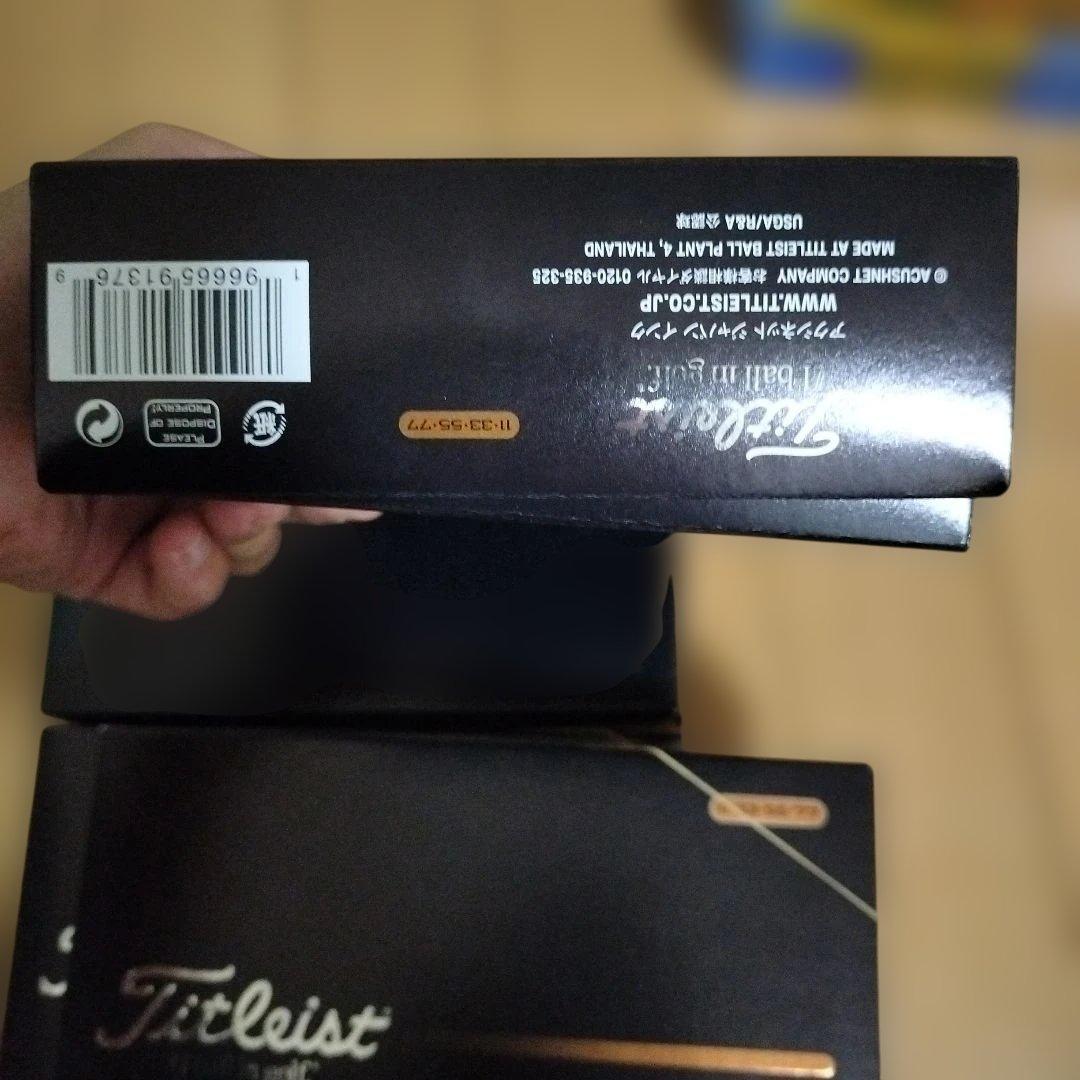 Titleist
#1 ball in golf.
アクシネット ジャパン インク
WWW.TITLEIST.CO.JP
© ACUSHNET COMPANY お客様相談ダイヤル 0120-935-325
MADE AT TITLEIST BALL PLANT 4, THAILAND
USGA/R&A 公認球
11•33•55•77
紙
PLEASE
DISPOSE OF
PROPERLY!
1 96665 91376 9
Titleist